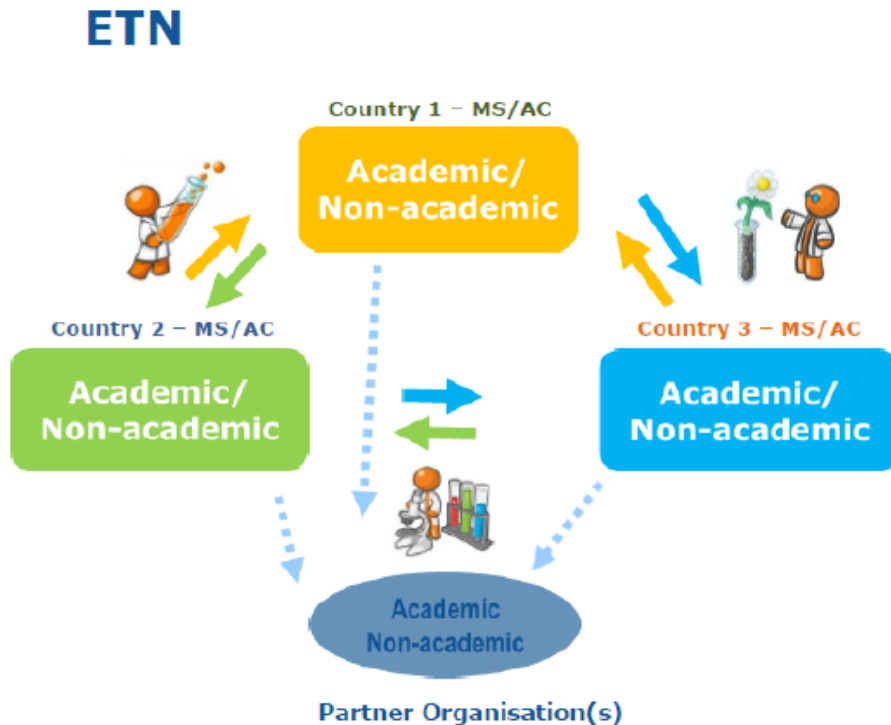 ETN
Country 1 – MS/AC
Academic/
Non-academic
Country 2 – MS/AC
Academic/
Non-academic
Country 3 – MS/AC
Academic/
Non-academic
Academic
Non-academic
Partner Organisation(s)